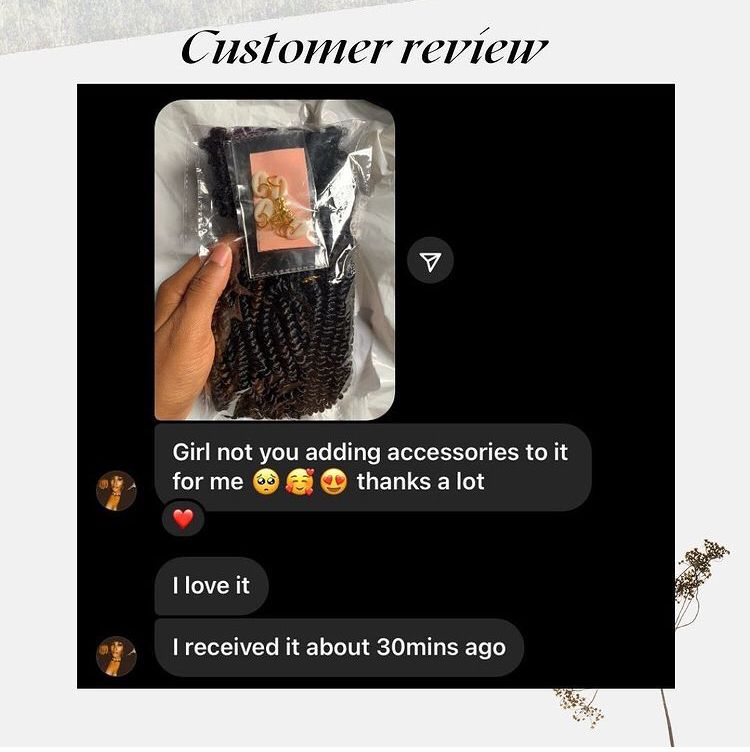 Customer review
Girl not you adding accessories to it
for me 🥺 🥰 😍 thanks a lot
❤️
I love it
I received it about 30mins ago